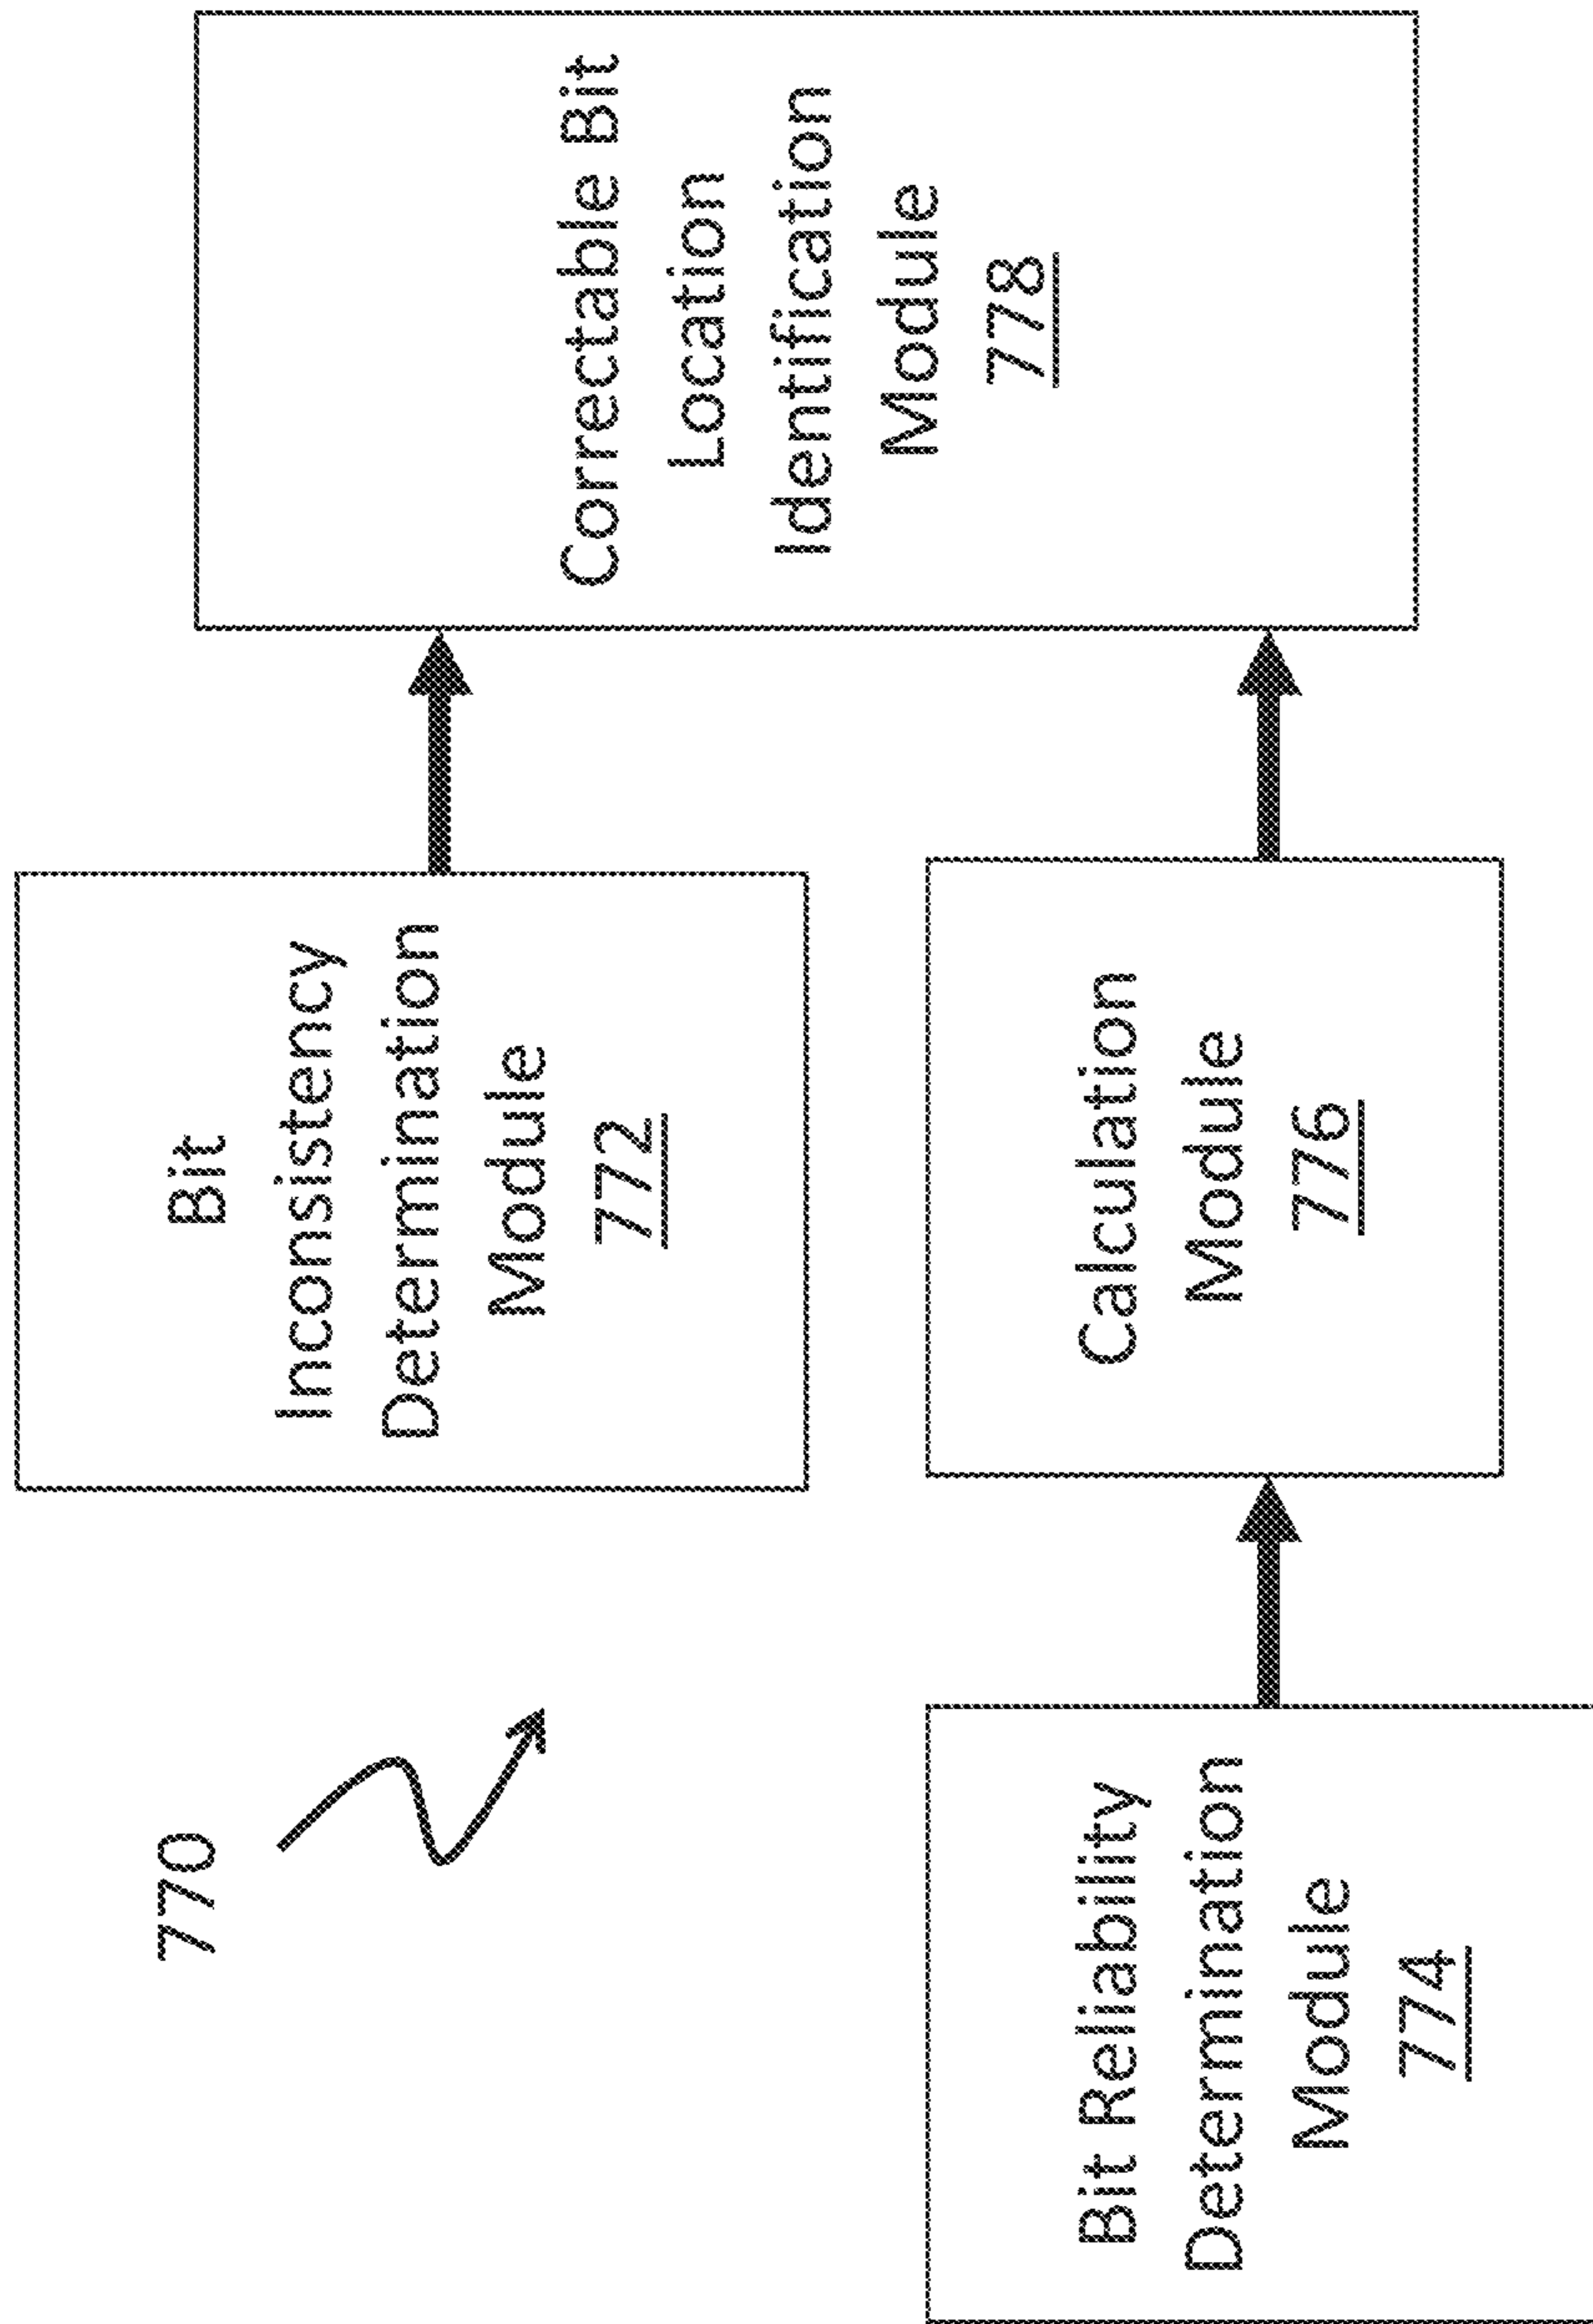 770
Bit
Inconsistency
Determination
Module
772
Bit Reliability
Determination
Module
774
Calculation
Module
776
Correctable Bit
Location
Identification
Module
778